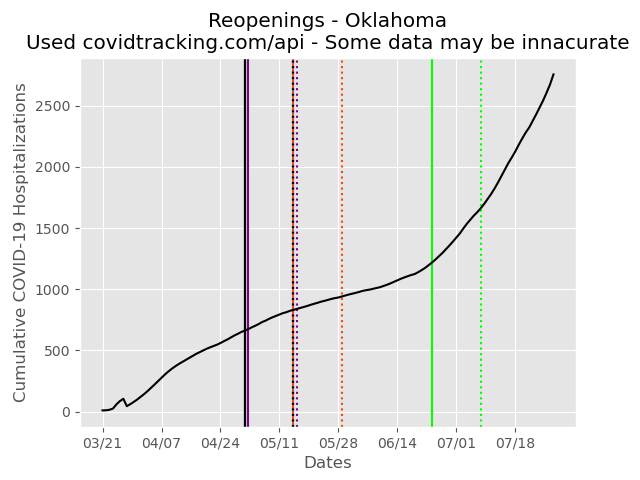 Reopenings - Oklahoma
Used covidtracking.com/api - Some data may be innacurate
Cumulative COVID-19 Hospitalizations
2500
2000
1500
1000
500
0
03/21 04/07 04/24 05/11 05/28 06/14 07/01 07/18
Dates